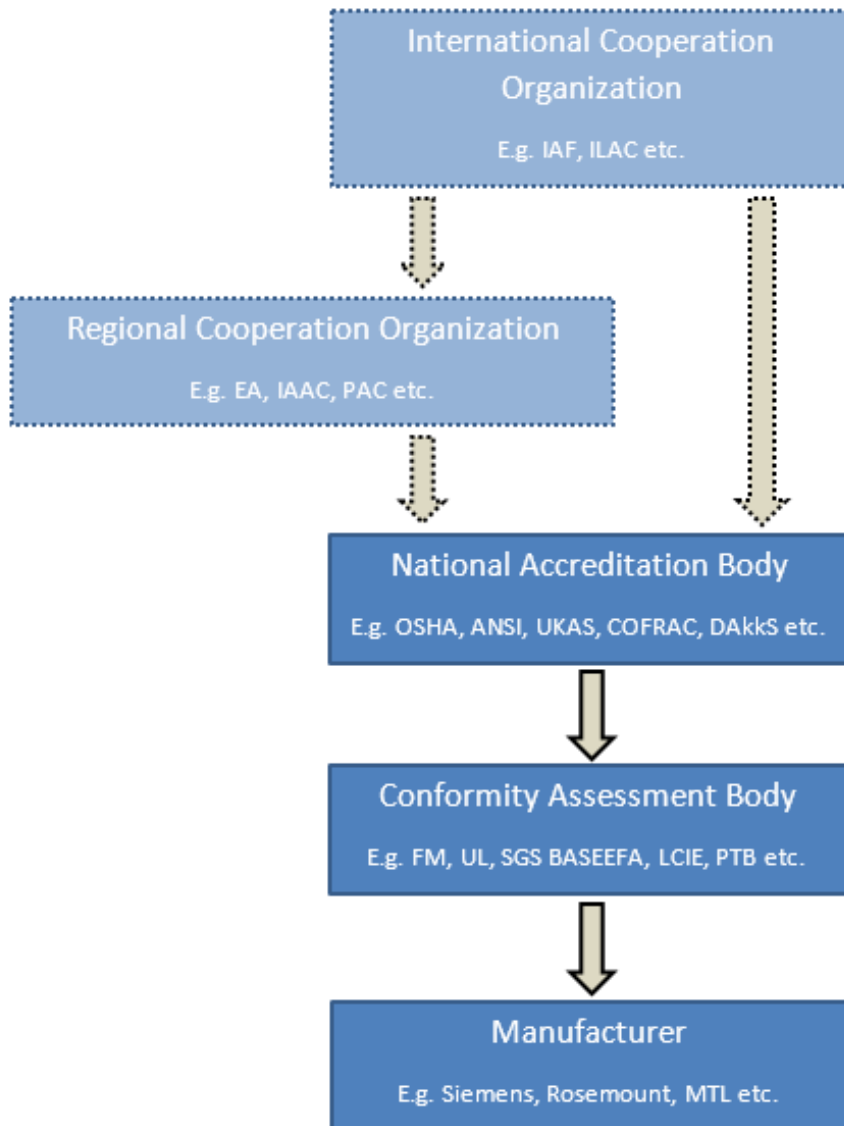 International Cooperation
Organization
E.g. IAF, ILAC etc.
Regional Cooperation Organization
E.g. EA, IAAC, PAC etc.
National Accreditation Body
E.g. OSHA, ANSI, UKAS, COFRAC, DAkkS etc.
Conformity Assessment Body
E.g. FM, UL, SGS BASEEFA, LCIE, PTB etc.
Manufacturer
E.g. Siemens, Rosemount, MTL etc.